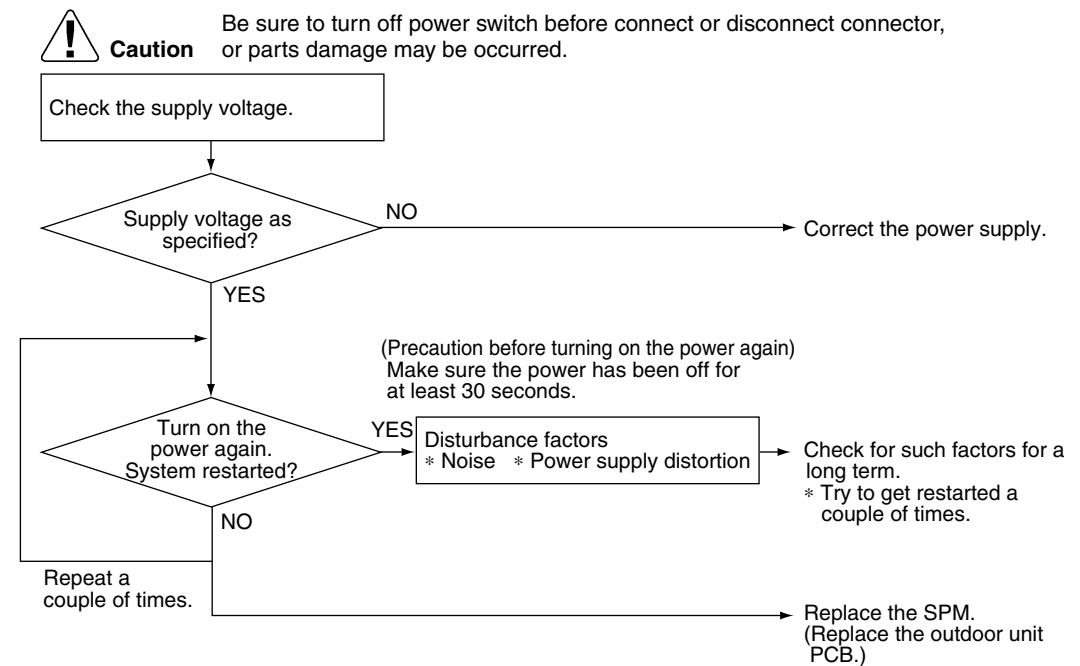 Be sure to turn off power switch before connect or disconnect connector,
Caution or parts damage may be occurred.
Check the supply voltage.
Supply voltage as
specified?
NO
Correct the power supply.
YES
(Precaution before turning on the power again)
Make sure the power has been off for
at least 30 seconds.
Turn on the
power again.
System restarted?
YES
Disturbance factors
* Noise * Power supply distortion
Check for such factors for a
long term.
* Try to get restarted a
couple of times.
NO
Repeat a
couple of times.
Replace the SPM.
(Replace the outdoor unit
PCB.)